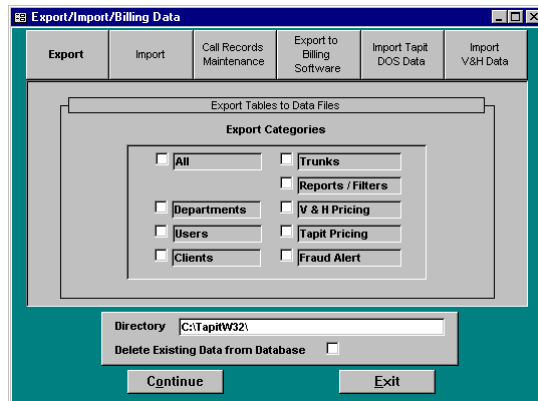 Export/Import/Billing Data
Export
Import
Call Records
Maintenance
Export to
Billing
Software
Import Tapit
DOS Data
Import
V&H Data
Export Tables to Data Files
Export Categories
All
Trunks
Reports / Filters
Departments
V & H Pricing
Users
Tapit Pricing
Clients
Fraud Alert
Directory C:\TapitW32\
Delete Existing Data from Database
Continue
Exit